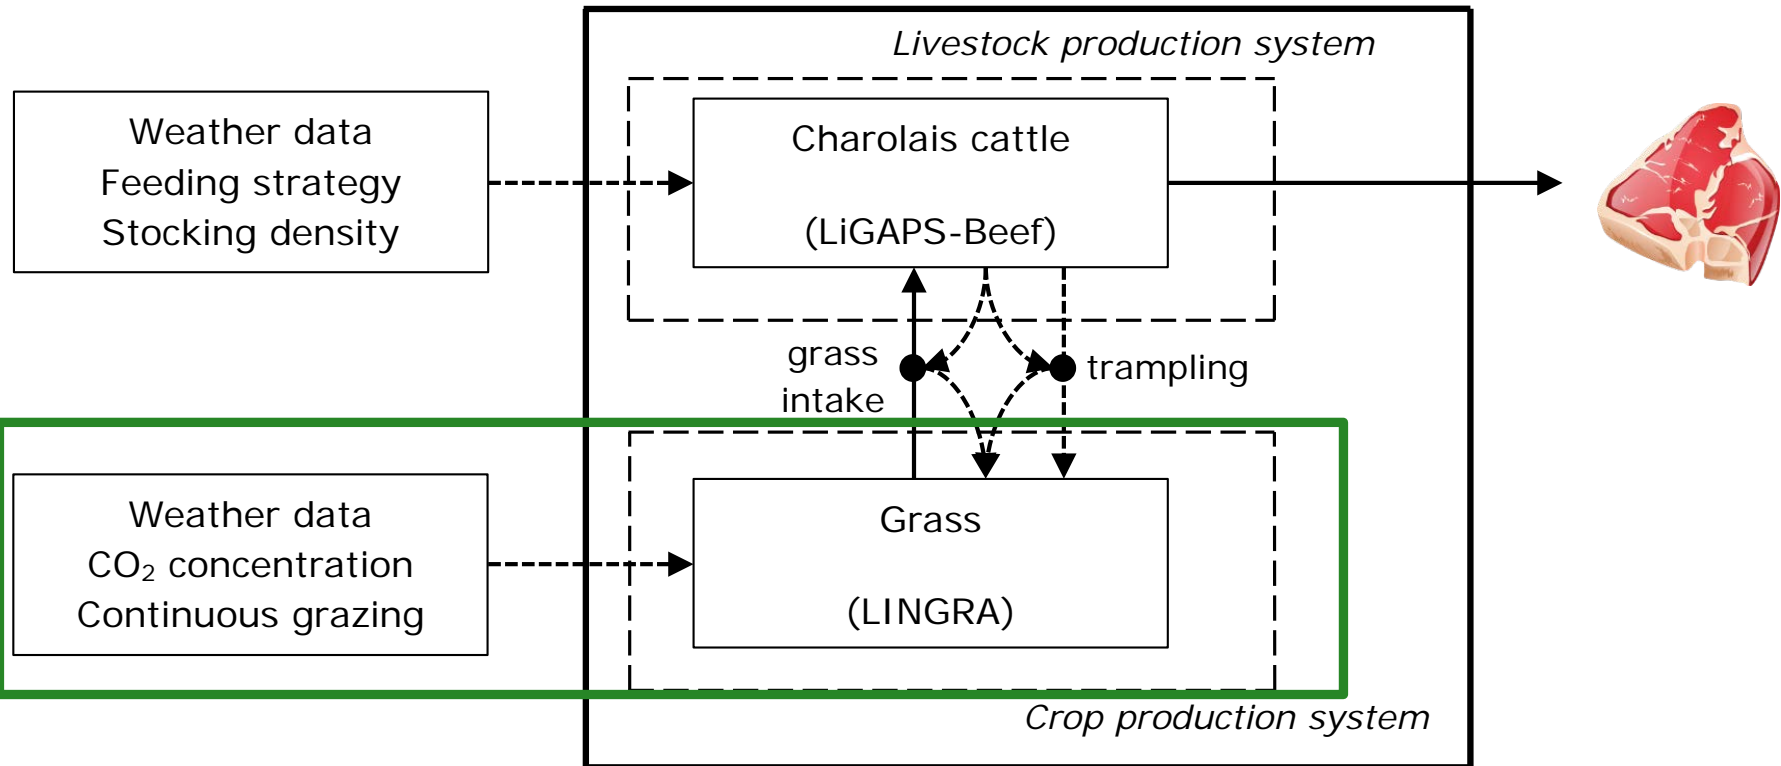 Livestock production system
Weather data
Feeding strategy
Stocking density
Charolais cattle
(LiGAPS-Beef)
grass
intake
trampling
Weather data
CO₂ concentration
Continuous grazing
Grass
(LINGRA)
Crop production system